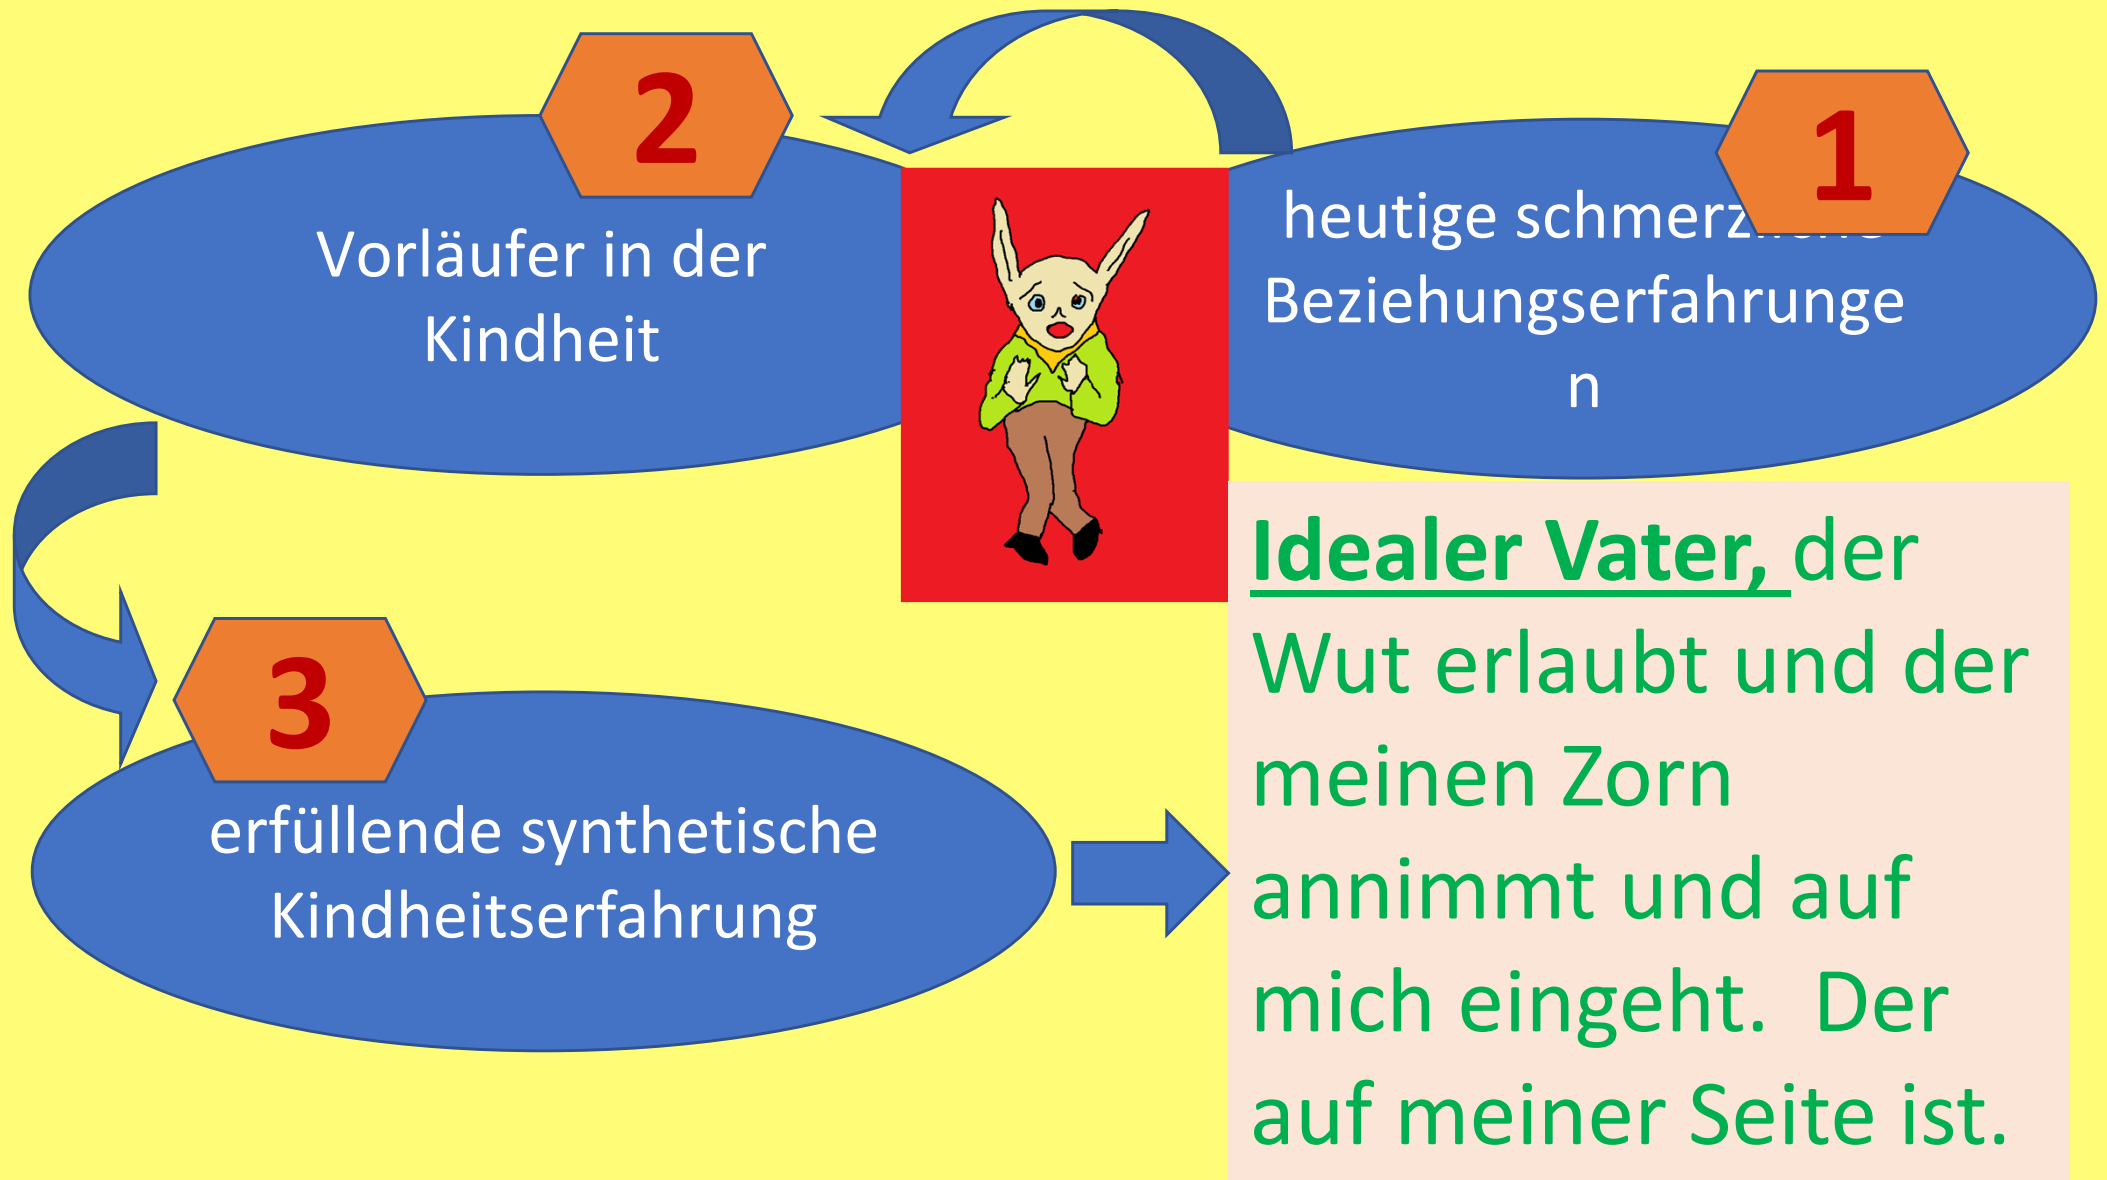 1
heutige
Beziehungserfahrunge
n
2
Vorläufer in der
Kindheit
3
erfüllende synthetische
Kindheitserfahrung
Idealer Vater, der
Wut erlaubt und der
meinen Zorn
annimmt und auf
mich eingeht.  Der
auf meiner Seite ist.